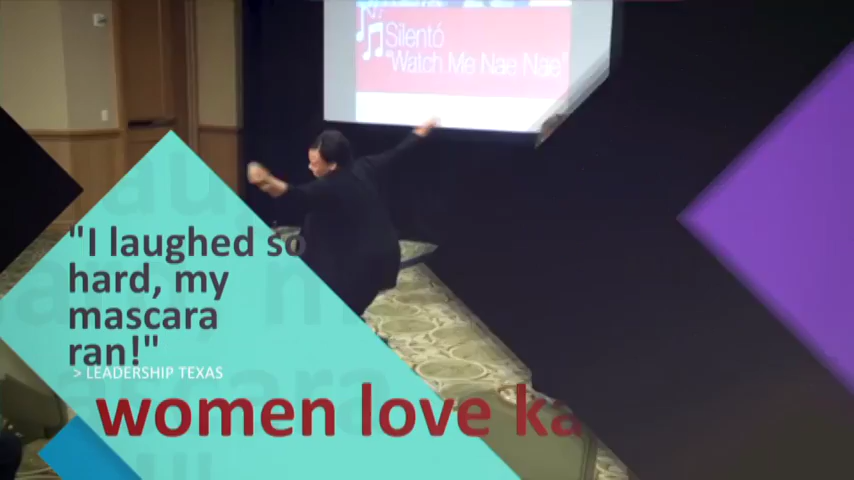 Silentó
"Watch Me Nae Nae"
"I laughed so
hard, my
mascara
ran!"
> LEADERSHIP TEXAS
women love ka